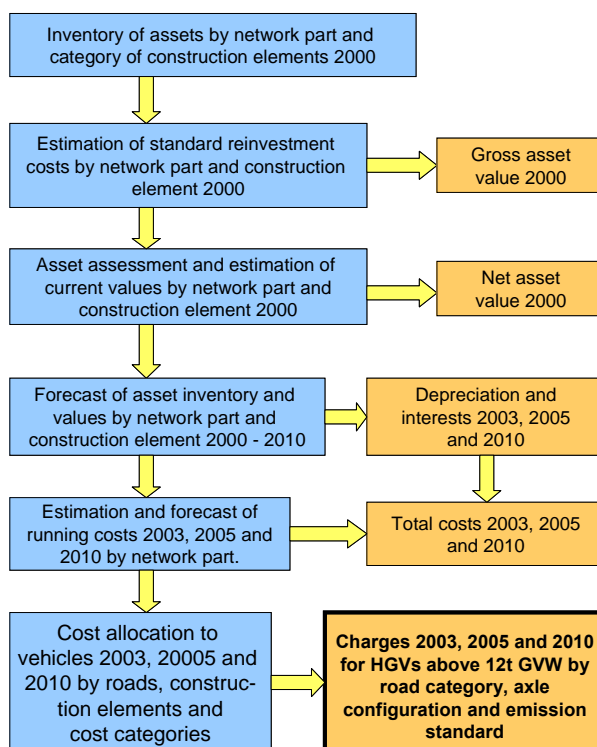 Inventory of assets by network part and
category of construction elements 2000
Estimation of standard reinvestment
costs by network part and construction
element 2000
Gross asset
value 2000
Asset assessment and estimation of
current values by network part and
construction element 2000
Net asset
value 2000
Forecast of asset inventory and
values by network part and
construction element 2000 - 2010
Depreciation and
interests 2003, 2005
and 2010
Estimation and forecast of
running costs 2003, 2005 and
2010 by network part.
Total costs 2003, 2005
and 2010
Cost allocation to
vehicles 2003, 20005 and
2010 by roads, construc-
tion elements and
cost categories
Charges 2003, 2005 and 2010
for HGVs above 12t GVW by
road category, axle
configuration and emission
standard